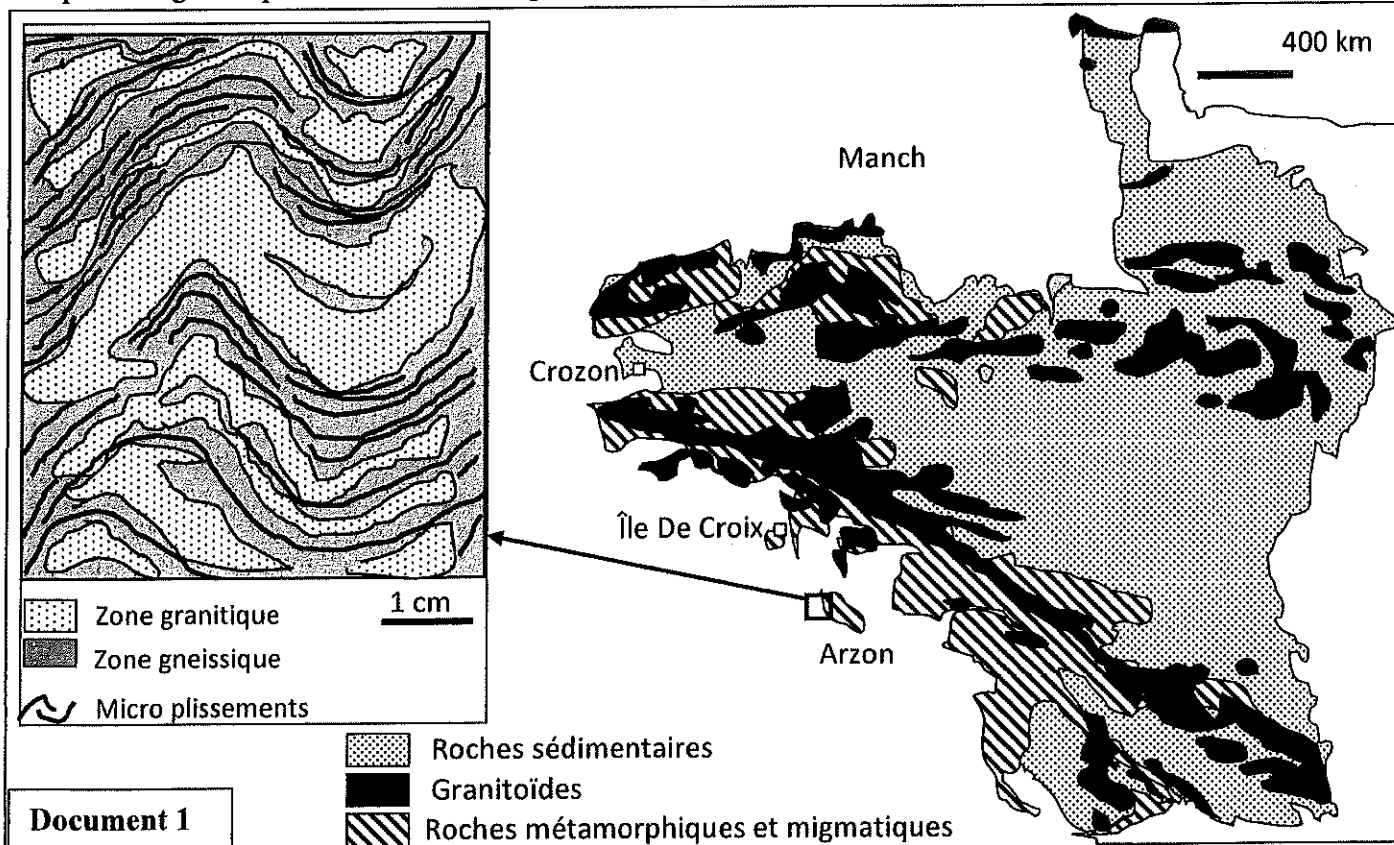 400 km
Manch
Crozon
Île De Croix
Arzon
1 cm
Zone granitique
Zone gneissique
Micro plissements
Roches sédimentaires
Granitoïdes
Roches métamorphiques et migmatiques
Document 1